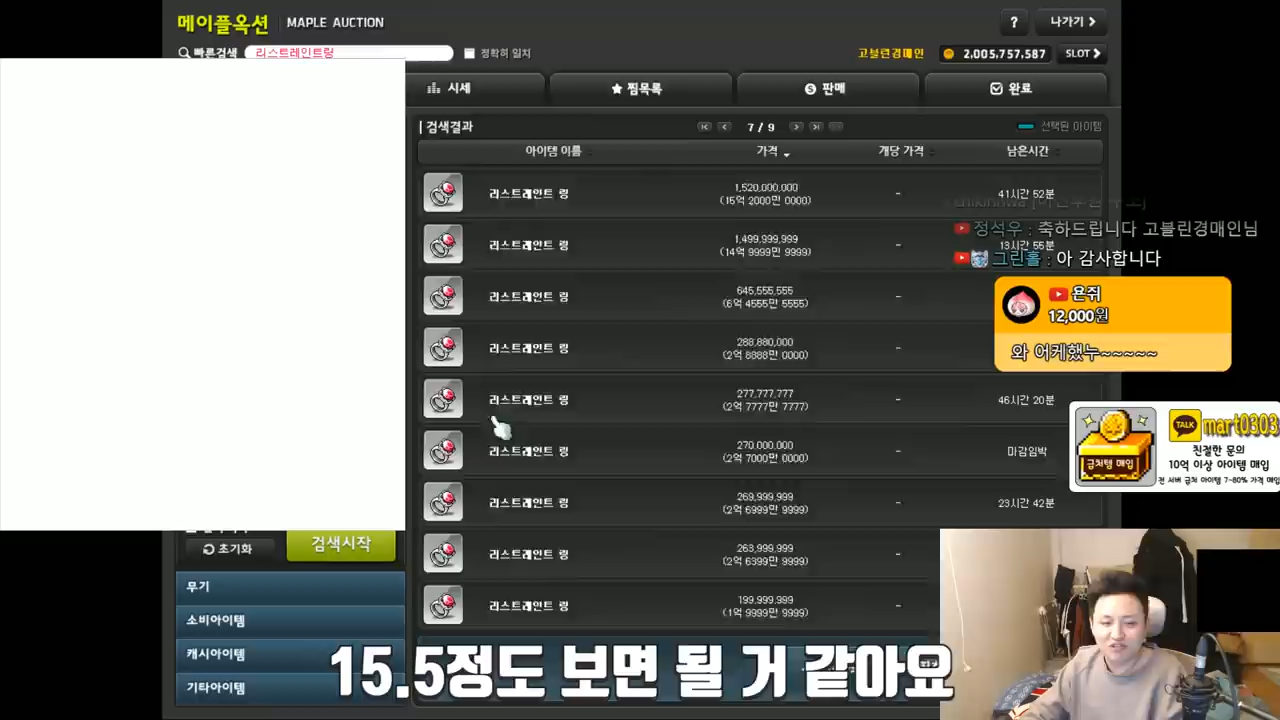 메이플옥션 MAPLE AUCTION
? 나가기
빠른검색 리스트레인트링 정확히 일치
고블린경매인 2,005,757,587 SLOT
시세 찜목록 판매 완료
검색결과 7 / 9 선택된 아이템
아이템 이름 가격 개당 가격 남은시간
리스트레인트 링 1,520,000,000 - 41시간 52분
(15억 2000만 0000)
정석우 : 축하드립니다 고블린경매인님
리스트레인트 링 1,499,999,999 - 13시간 55분
(14억 9999만 9999)
그린홀 : 아 감사합니다
리스트레인트 링 645,555,555 -
(6억 4555만 5555)
욘쥐
12,000원
와 어케했누~~~~~
리스트레인트 링 288,880,000 -
(2억 8888만 0000)
리스트레인트 링 277,777,777 - 46시간 20분
(2억 7777만 7777)
리스트레인트 링 270,000,000 - 마감임박
(2억 7000만 0000)
TALK mart0303
친절한 문의
10억 이상 아이템 매입
전 서버 급처 아이템 7~80% 가격 매입
급처템 매입
리스트레인트 링 269,999,999 - 23시간 42분
(2억 6999만 9999)
리스트레인트 링 263,999,999 -
(2억 6399만 9999)
리스트레인트 링 199,999,999 -
(1억 9999만 9999)
초기화 검색시작
무기
소비아이템
캐시아이템
기타아이템
15.5정도 보면 될 거 같아요